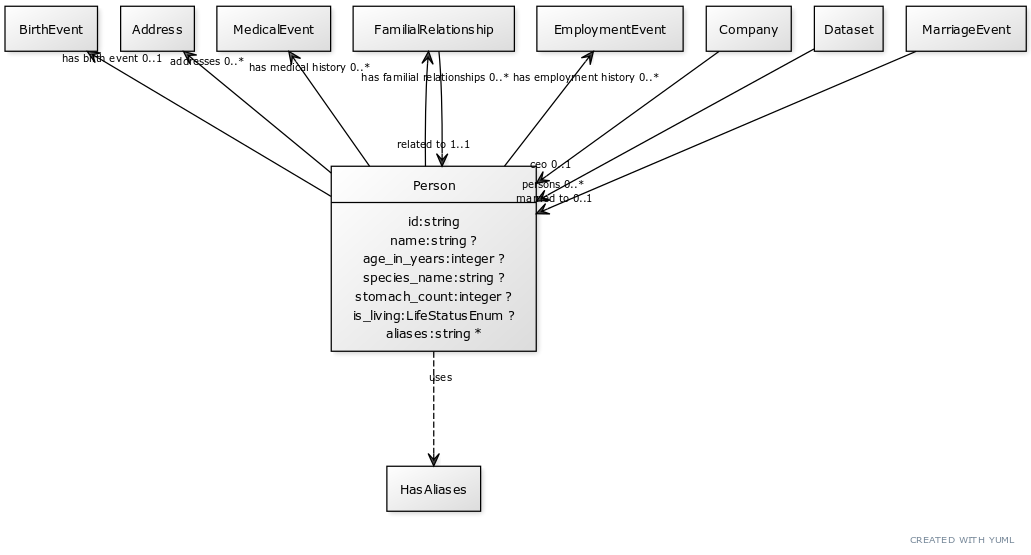 BirthEvent
Address
MedicalEvent
FamilialRelationship
EmploymentEvent
Company
Dataset
MarriageEvent
has birth event 0..1
addresses 0..*
has medical history 0..*
has familial relationships 0..*
has employment history 0..*
related to 1..1
ceo 0..1
persons 0..*
married to 0..1
Person
id:string
name:string ?
age_in_years:integer ?
species_name:string ?
stomach_count:integer ?
is_living:LifeStatusEnum ?
aliases:string *
uses
HasAliases
CREATED WITH YUML